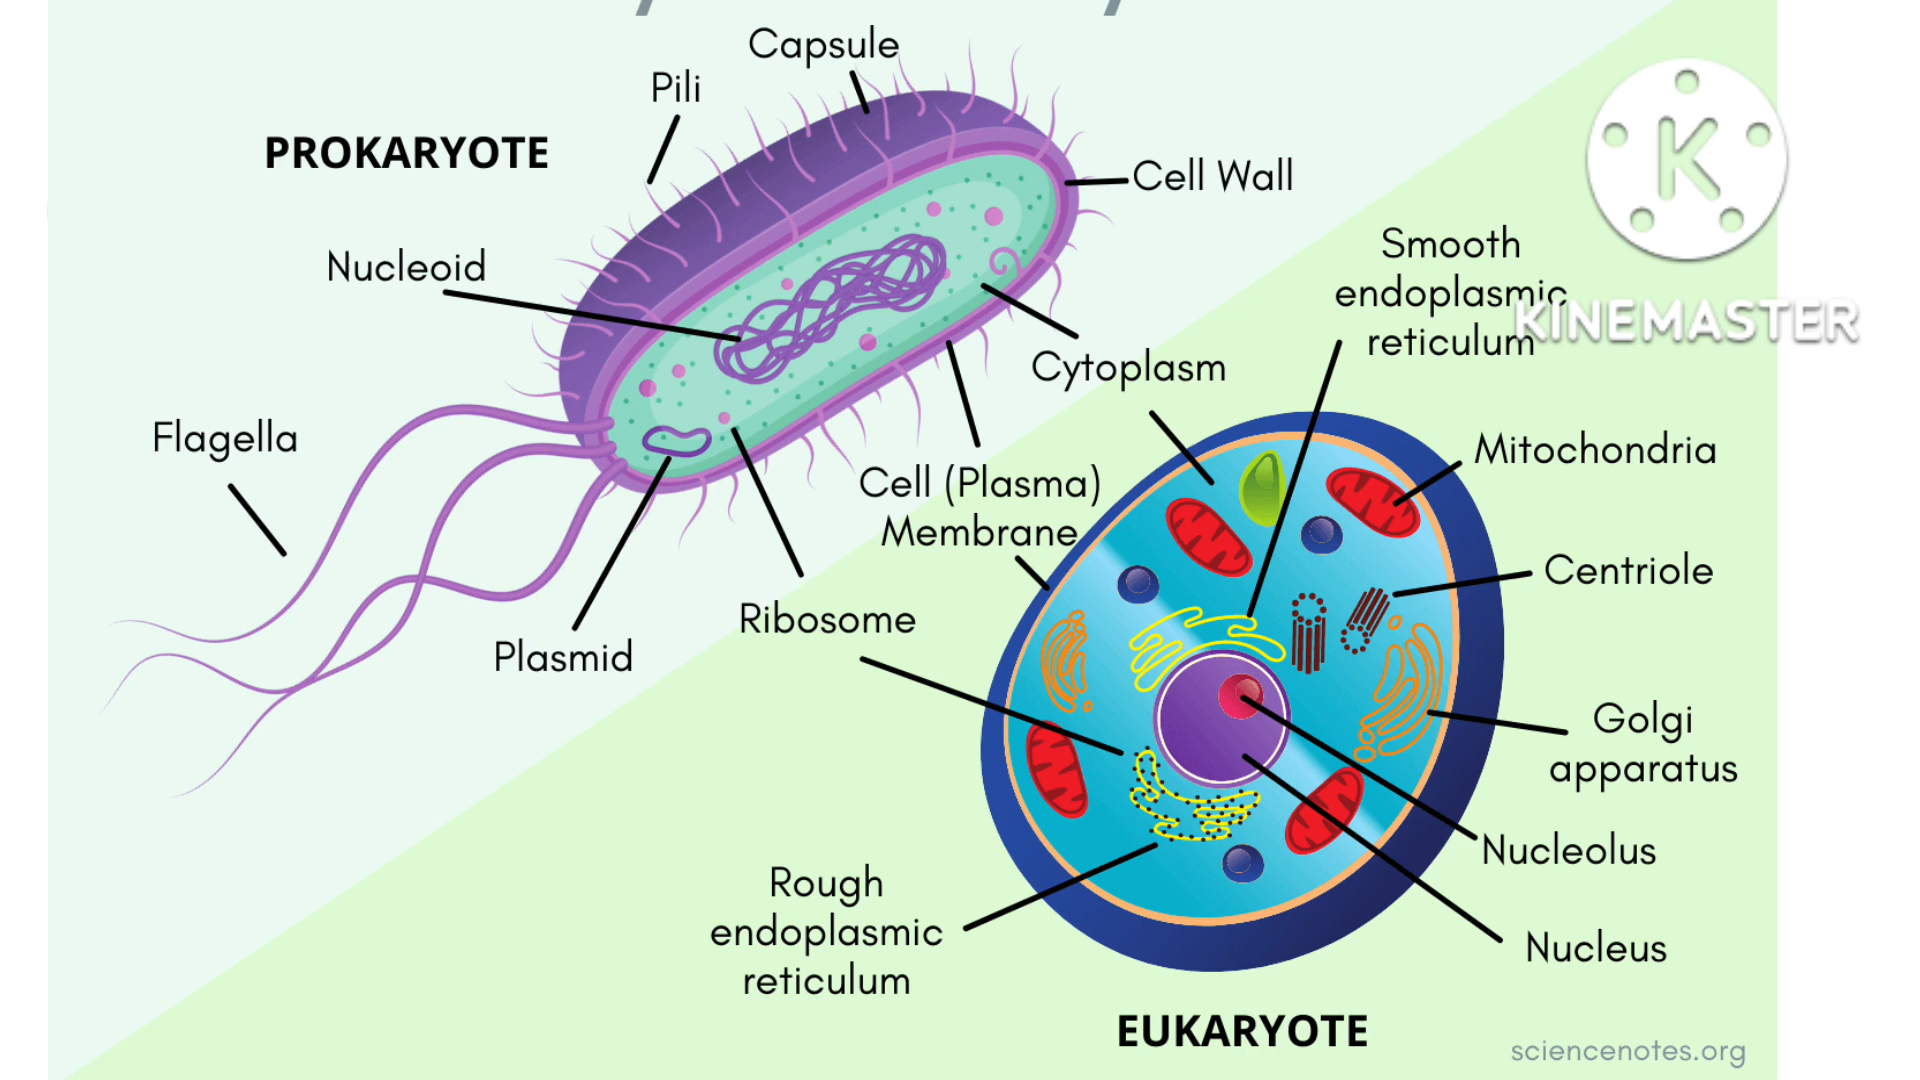 Capsule
Pili
PROKARYOTE
Cell Wall
Nucleoid
Smooth
endoplasmic
reticulum
K
KINEMASTER
Cytoplasm
Flagella
Mitochondria
Cell (Plasma)
Membrane
Centriole
Ribosome
Plasmid
Golgi
apparatus
Nucleolus
Rough
endoplasmic
reticulum
Nucleus
EUKARYOTE
sciencenotes.org